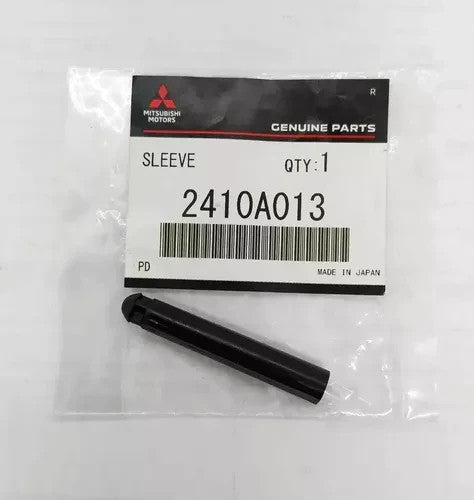 R
MITSUBISHI
MOTORS
GENUINE PARTS
SLEEVE QTY:1
2410A013
PD MADE IN JAPAN